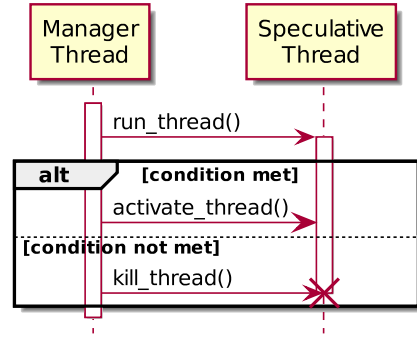 Manager
Thread
Speculative
Thread
run_thread()
alt
[condition met]
activate_thread()
[condition not met]
kill_thread()